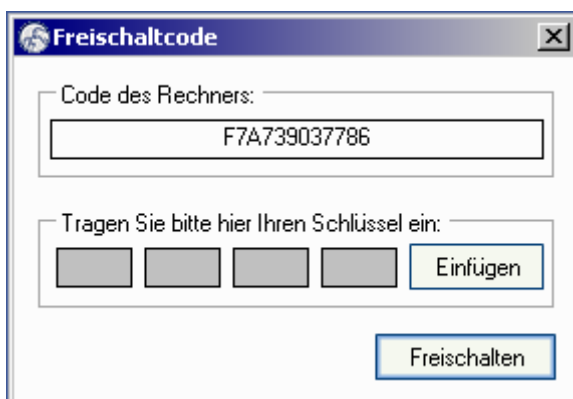 Freischaltcode
Code des Rechners:
F7A739037786
Tragen Sie bitte hier Ihren Schlüssel ein:
Einfügen
Freischalten